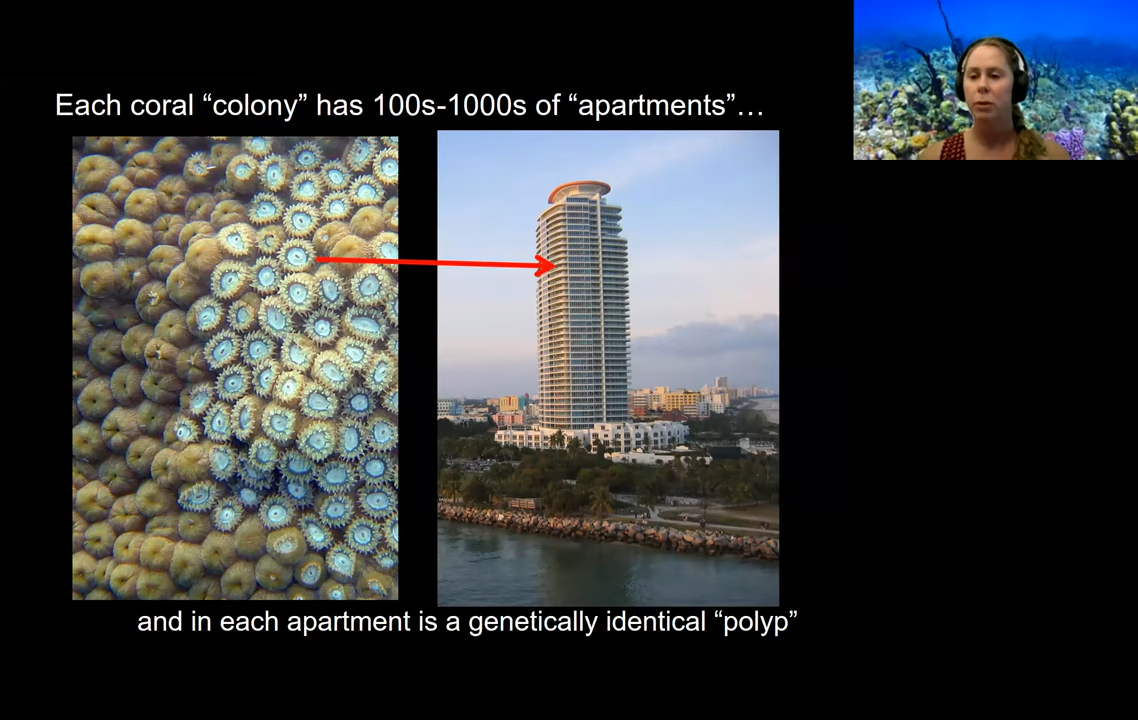 Each coral “colony” has 100s-1000s of “apartments”…
and in each apartment is a genetically identical “polyp”